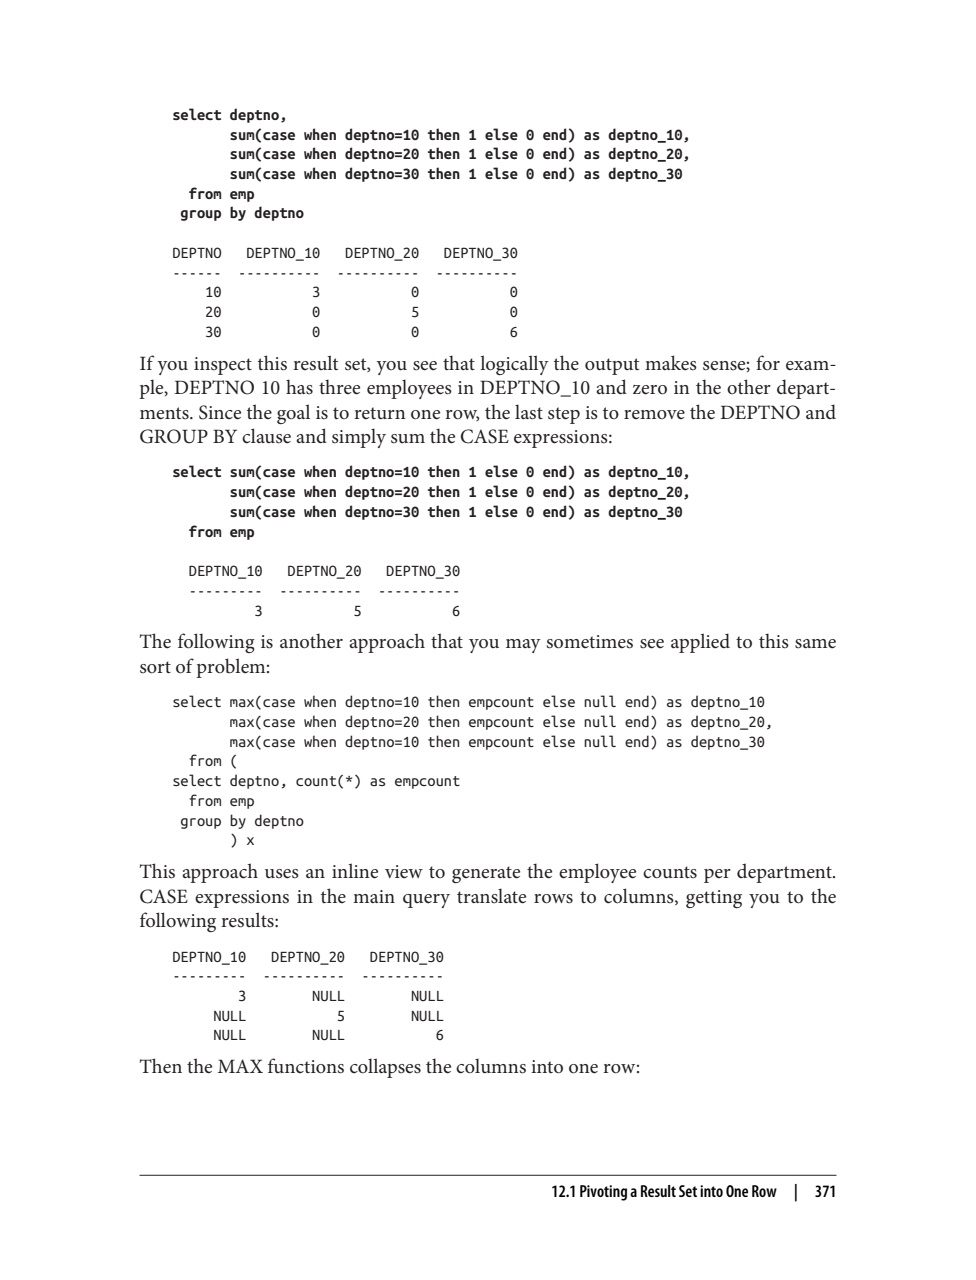 select deptno,
       sum(case when deptno=10 then 1 else 0 end) as deptno_10,
       sum(case when deptno=20 then 1 else 0 end) as deptno_20,
       sum(case when deptno=30 then 1 else 0 end) as deptno_30
  from emp
 group by deptno
DEPTNO   DEPTNO_10   DEPTNO_20   DEPTNO_30
------  ----------  ----------  ----------
    10           3           0           0
    20           0           5           0
    30           0           0           6
If you inspect this result set, you see that logically the output makes sense; for exam-
ple, DEPTNO 10 has three employees in DEPTNO_10 and zero in the other depart-
ments. Since the goal is to return one row, the last step is to remove the DEPTNO and
GROUP BY clause and simply sum the CASE expressions:
select sum(case when deptno=10 then 1 else 0 end) as deptno_10,
       sum(case when deptno=20 then 1 else 0 end) as deptno_20,
       sum(case when deptno=30 then 1 else 0 end) as deptno_30
  from emp
  DEPTNO_10   DEPTNO_20   DEPTNO_30
  ---------  ----------  ----------
          3           5           6
The following is another approach that you may sometimes see applied to this same
sort of problem:
select max(case when deptno=10 then empcount else null end) as deptno_10
       max(case when deptno=20 then empcount else null end) as deptno_20,
       max(case when deptno=10 then empcount else null end) as deptno_30
  from (
select deptno, count(*) as empcount
  from emp
 group by deptno
       ) x
This approach uses an inline view to generate the employee counts per department.
CASE expressions in the main query translate rows to columns, getting you to the
following results:
DEPTNO_10   DEPTNO_20   DEPTNO_30
---------  ----------  ----------
        3        NULL        NULL
     NULL           5        NULL
     NULL        NULL           6
Then the MAX functions collapses the columns into one row:
12.1 Pivoting a Result Set into One Row | 371